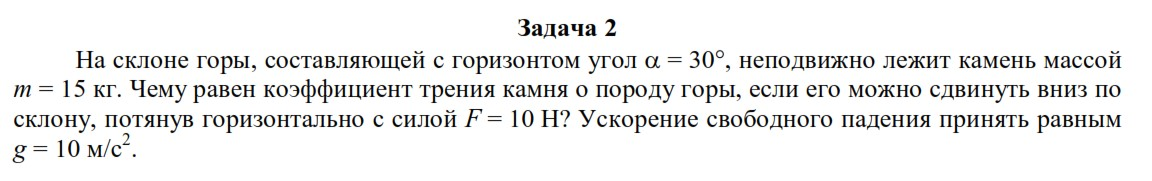 Задача 2
На склоне горы, составляющей с горизонтом угол α = 30°, неподвижно лежит камень массой
m = 15 кг. Чему равен коэффициент трения камня о породу горы, если его можно сдвинуть вниз по
склону, потянув горизонтально с силой F = 10 Н? Ускорение свободного падения принять равным
g = 10 м/с².